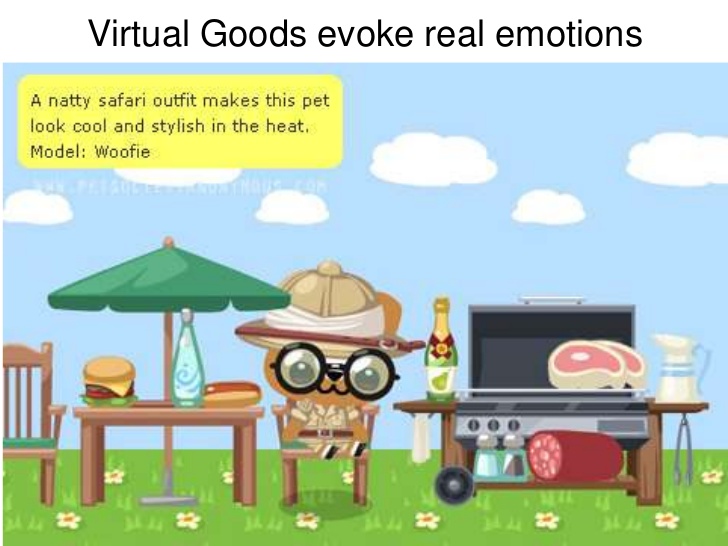 Virtual Goods evoke real emotions
A natty safari outfit makes this pet
look cool and stylish in the heat.
Model: Woofie